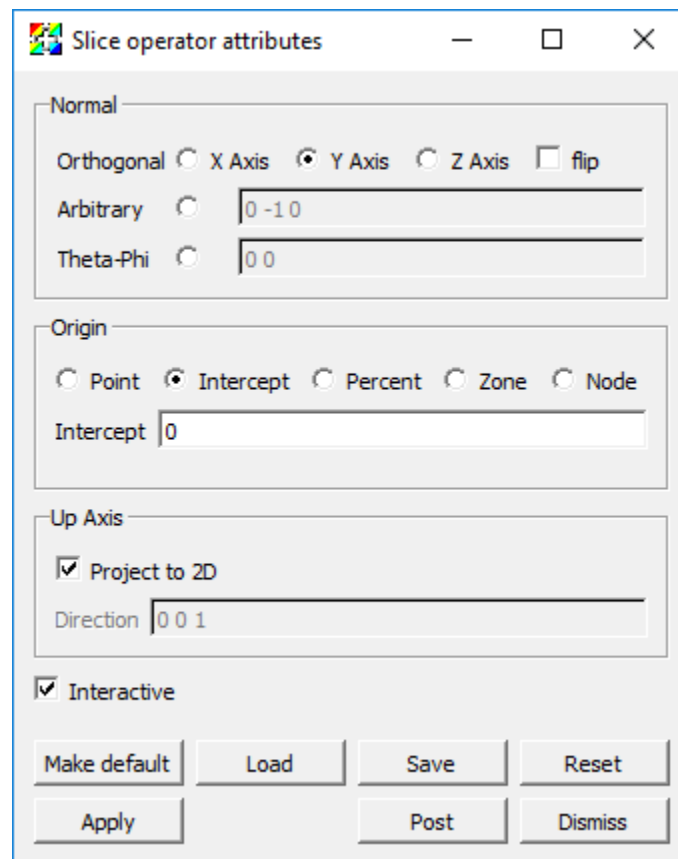 Slice operator attributes
Normal
Orthogonal X Axis Y Axis Z Axis flip
Arbitrary 0 -1 0
Theta-Phi 0 0
Origin
Point Intercept Percent Zone Node
Intercept 0
Up Axis
Project to 2D
Direction 0 0 1
Interactive
Make default Load Save Reset
Apply Post Dismiss